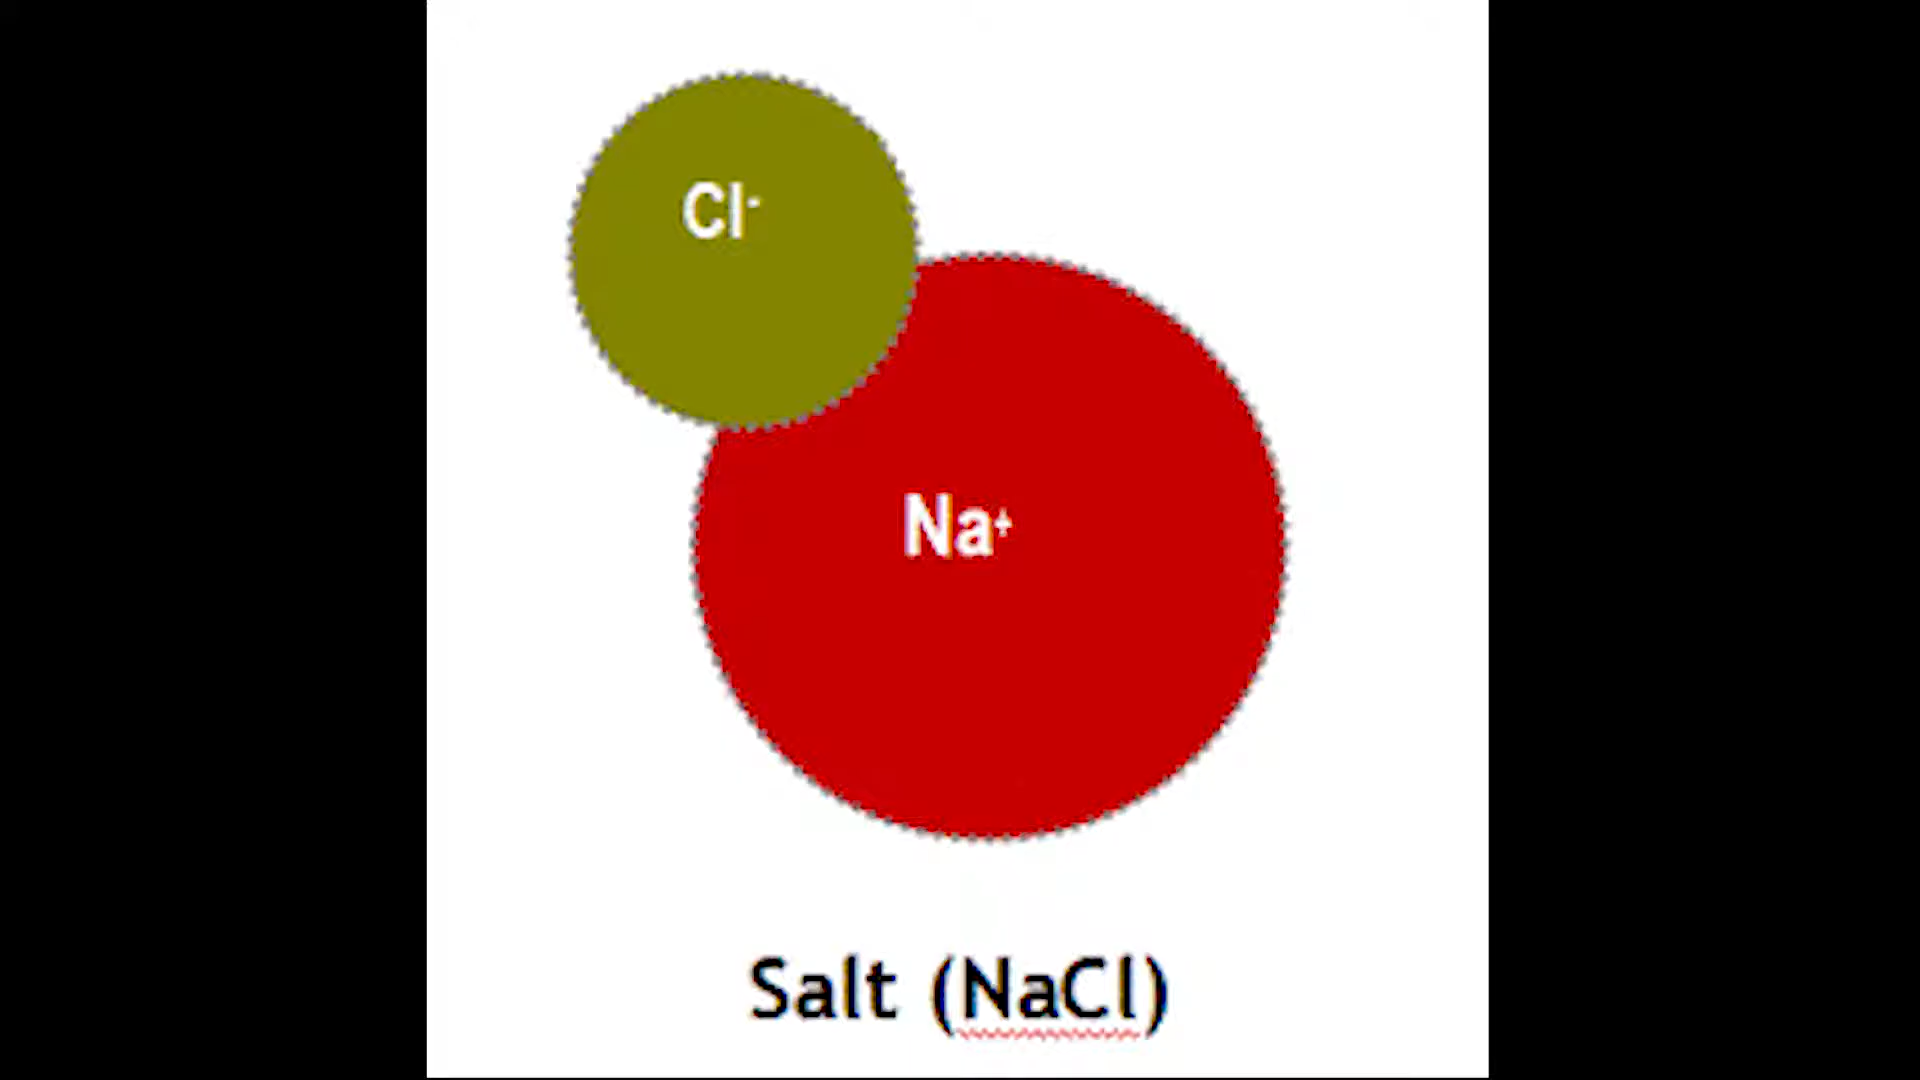 Cl-
Na+
Salt (NaCl)